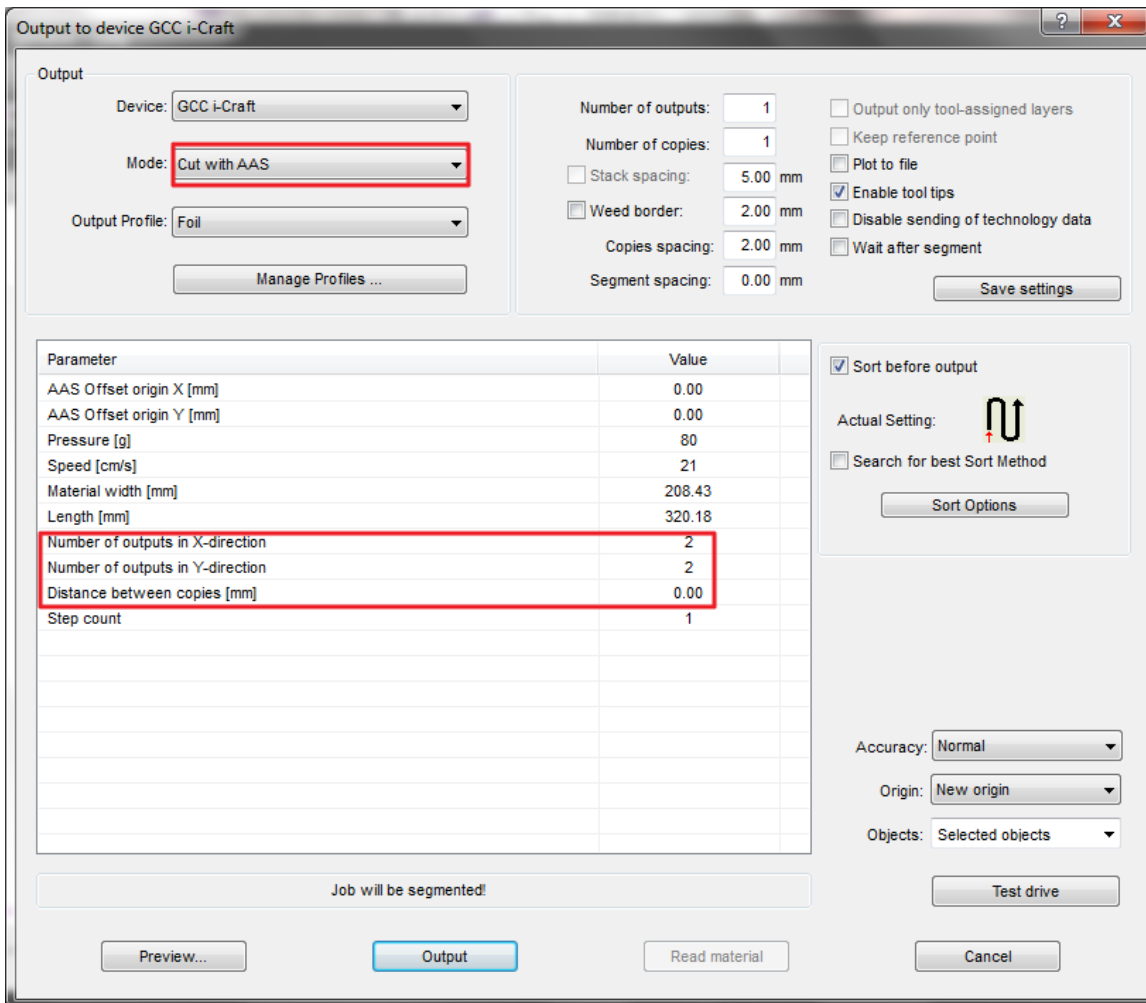 Output to device GCC i-Craft
Output
Device: GCC i-Craft
Mode: Cut with AAS
Output Profile: Foil
Manage Profiles ...
Number of outputs: 1
Number of copies: 1
Stack spacing: 5.00 mm
Weed border: 2.00 mm
Copies spacing: 2.00 mm
Segment spacing: 0.00 mm
Output only tool-assigned layers
Keep reference point
Plot to file
Enable tool tips
Disable sending of technology data
Wait after segment
Save settings
Parameter Value
AAS Offset origin X [mm] 0.00
AAS Offset origin Y [mm] 0.00
Pressure [g] 80
Speed [cm/s] 21
Material width [mm] 208.43
Length [mm] 320.18
Number of outputs in X-direction 2
Number of outputs in Y-direction 2
Distance between copies [mm] 0.00
Step count 1
Sort before output
Actual Setting:
Search for best Sort Method
Sort Options
Accuracy: Normal
Origin: New origin
Objects: Selected objects
Job will be segmented!
Test drive
Preview...
Output
Read material
Cancel